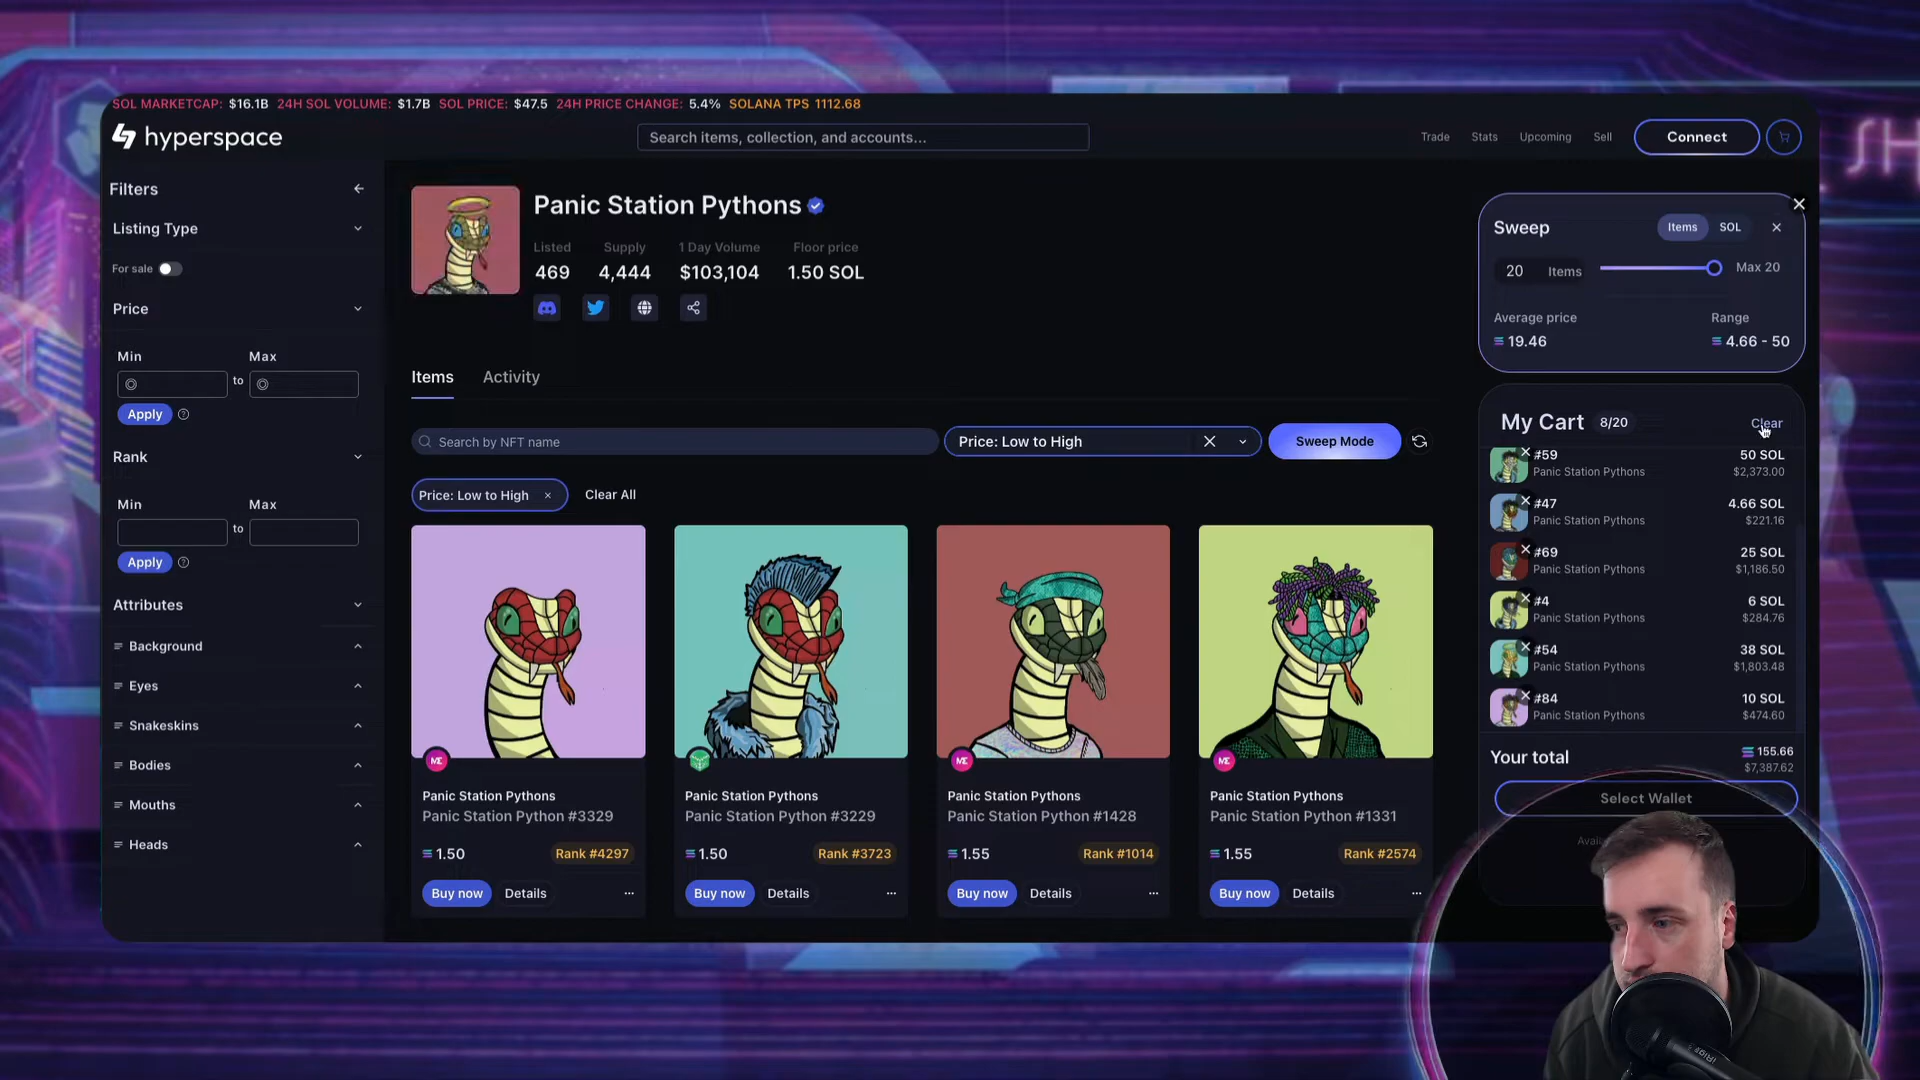 SOL MARKETCAP: $16.1B 24H SOL VOLUME: $1.7B SOL PRICE: $47.5 24H PRICE CHANGE: 5.4% SOLANA TPS 1112.68
hyperspace
Search items, collection, and accounts...
Trade Stats Upcoming Sell Connect
SH
Filters
Listing Type
For sale
Price
Min Max
to
Apply
Rank
Min Max
to
Apply
Attributes
Background
Eyes
Snakeskins
Bodies
Mouths
Heads
Panic Station Pythons
Listed Supply 1 Day Volume Floor price
469 4,444 $103,104 1.50 SOL
Items Activity
Search by NFT name
Price: Low to High
Sweep Mode
Price: Low to High Clear All
ME ME ME
Panic Station Pythons
Panic Station Python #3329
1.50 Rank #4297
Buy now Details
Panic Station Pythons
Panic Station Python #3229
1.50 Rank #3723
Buy now Details
Panic Station Pythons
Panic Station Python #1428
1.55 Rank #1014
Buy now Details
Panic Station Pythons
Panic Station Python #1331
1.55 Rank #2574
Buy now Details
Sweep Items SOL
20 Items Max 20
Average price Range
19.46 4.66 - 50
My Cart 8/20 Clear
#59 50 SOL
Panic Station Pythons $2,373.00
#47 4.66 SOL
Panic Station Pythons $221.16
#69 25 SOL
Panic Station Pythons $1,186.50
#4 6 SOL
Panic Station Pythons $284.76
#54 38 SOL
Panic Station Pythons $1,803.48
#84 10 SOL
Panic Station Pythons $474.60
Your total 155.66
$7,387.62
Select Wallet
iRig